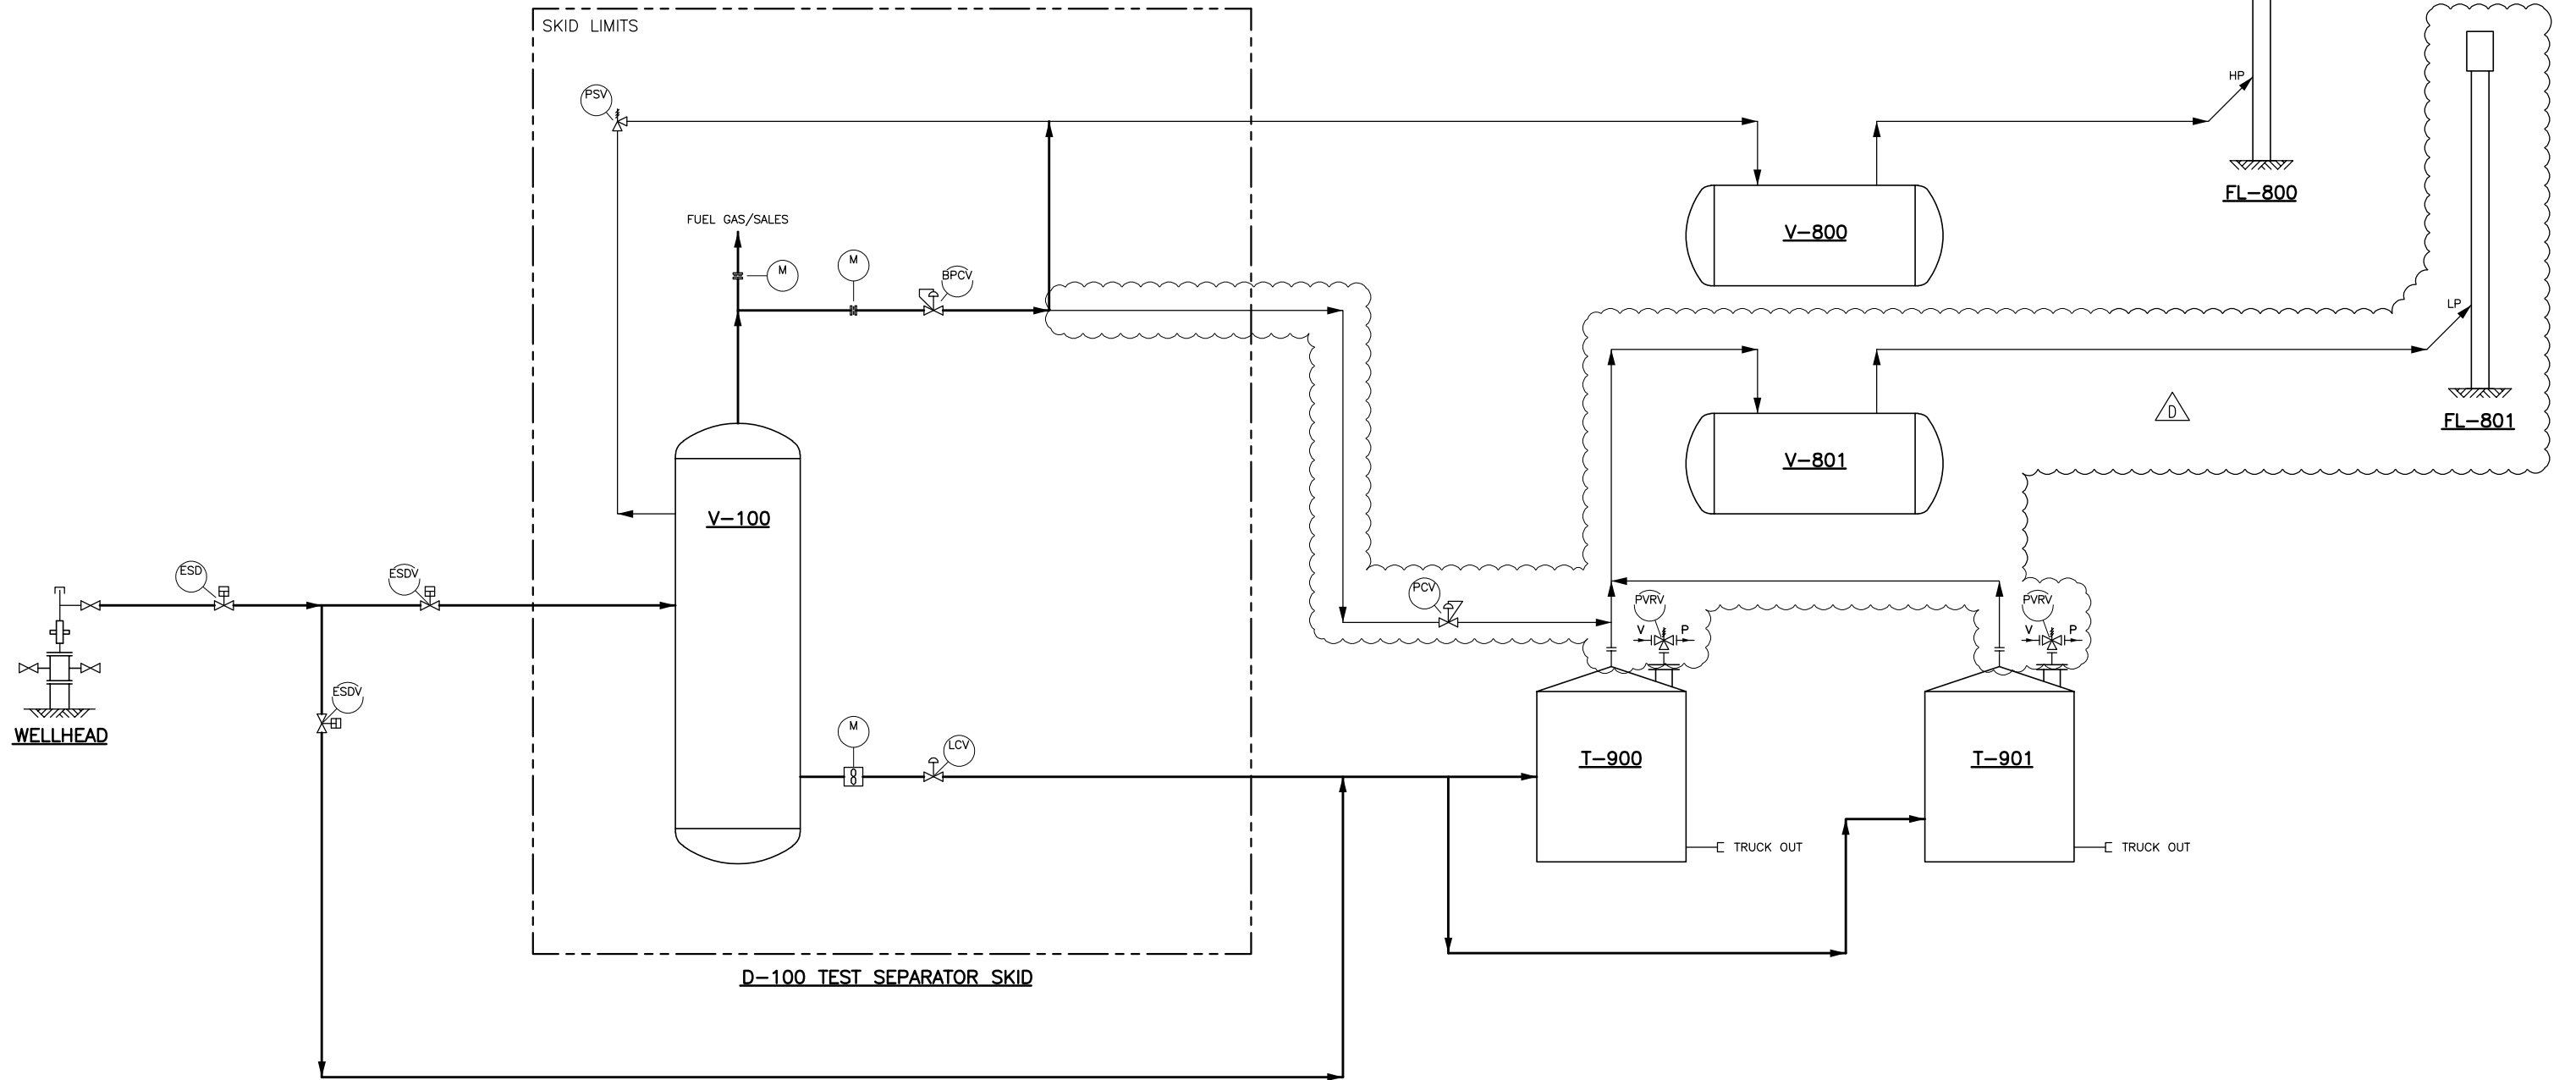 SKID LIMITS
HP
PSV
FL-800
FUEL GAS/SALES
V-800
M
M
BPCV
LP
D
FL-801
V-801
V-100
ESD
ESDV
PCV
PVRV
PVRV
V
P
V
P
ESDV
WELLHEAD
M
LCV
T-900
T-901
TRUCK OUT
TRUCK OUT
D-100 TEST SEPARATOR SKID